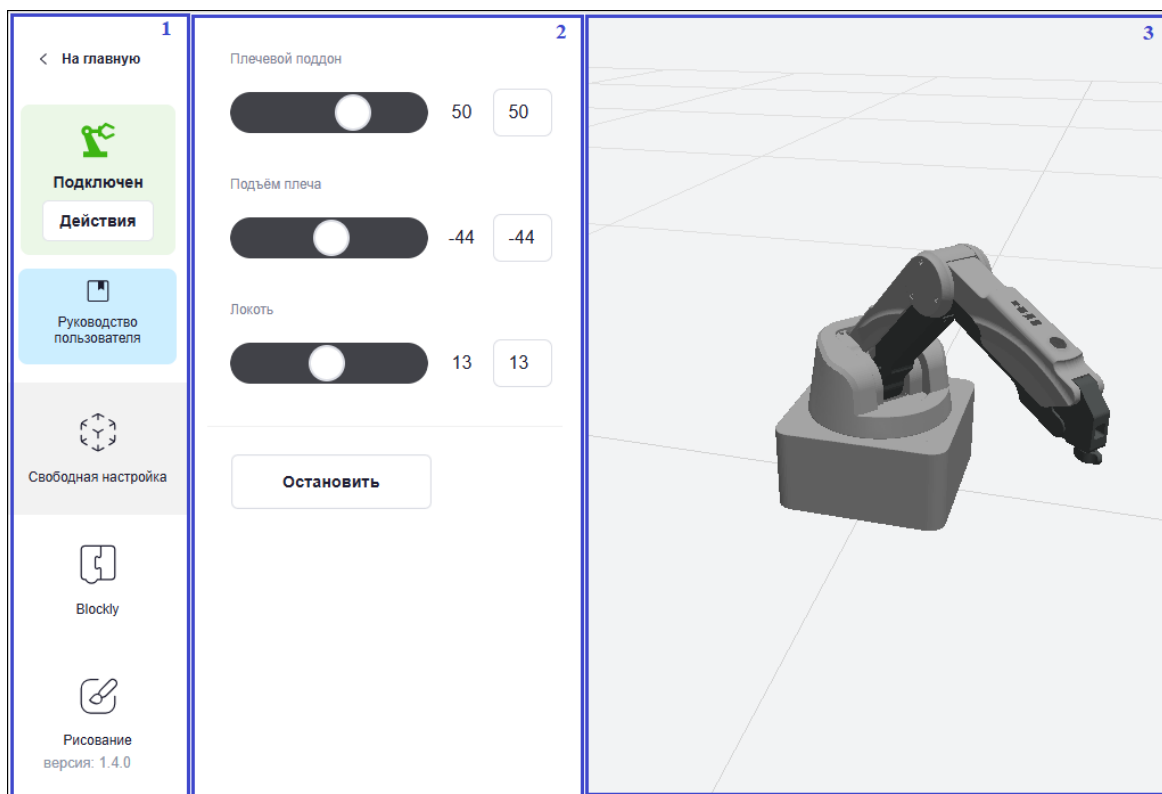 1
На главную
Подключен
Действия
Руководство
пользователя
Свободная настройка
Blockly
Рисование
версия: 1.4.0
2
Плечевой поддон
50 50
Подъём плеча
-44 -44
Локоть
13 13
Остановить
3